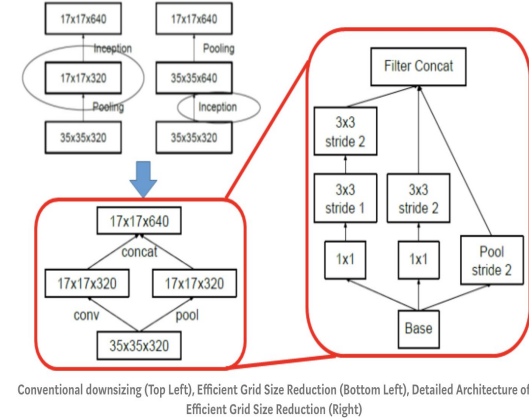 17x17x640
Inception
17x17x320
Pooling
35x35x320
17x17x640
Pooling
35x35x640
Inception
35x35x320
17x17x640
concat
17x17x320
17x17x320
conv
pool
35x35x320
Filter Concat
3x3
stride 2
3x3
stride 1
3x3
stride 2
1x1
1x1
Pool
stride 2
Base
Conventional downsizing (Top Left), Efficient Grid Size Reduction (Bottom Left), Detailed Architecture of
Efficient Grid Size Reduction (Right)